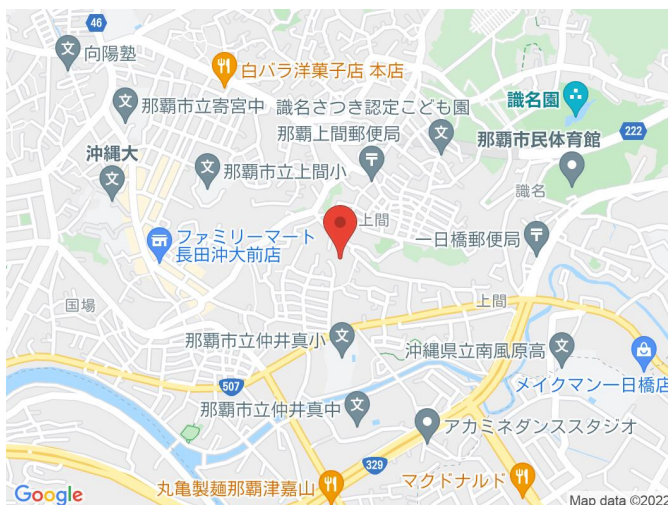 46
向陽塾
白バラ洋菓子店 本店
那覇市立寄宮中
識名さつき認定こども園
識名園
222
那覇上間郵便局
那覇市民体育館
沖縄大
那覇市立上間小
識名
上間
ファミリーマート
長田沖大前店
一日橋郵便局
国場
上間
那覇市立仲井真小
沖縄県立南風原高
507
メイクマン一日橋店
那覇市立仲井真中
アカミネダンススタジオ
329
丸亀製麺那覇津嘉山
マクドナルド
Google
Map data ©2022